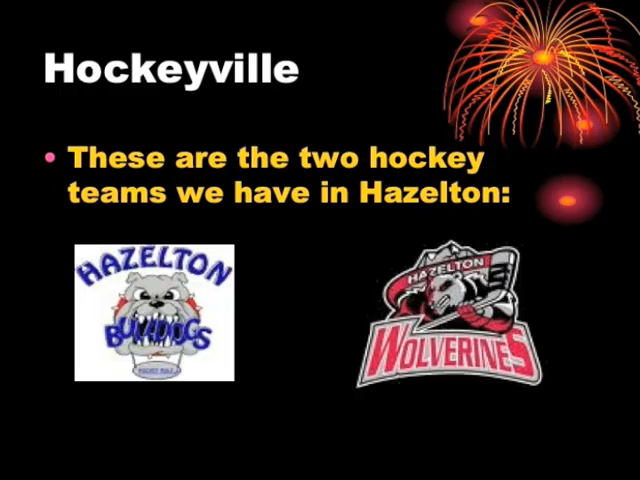 Hockeyville
• These are the two hockey
teams we have in Hazelton:
HAZELTON
BULLDOGS
HAZELTON
WOLVERINES